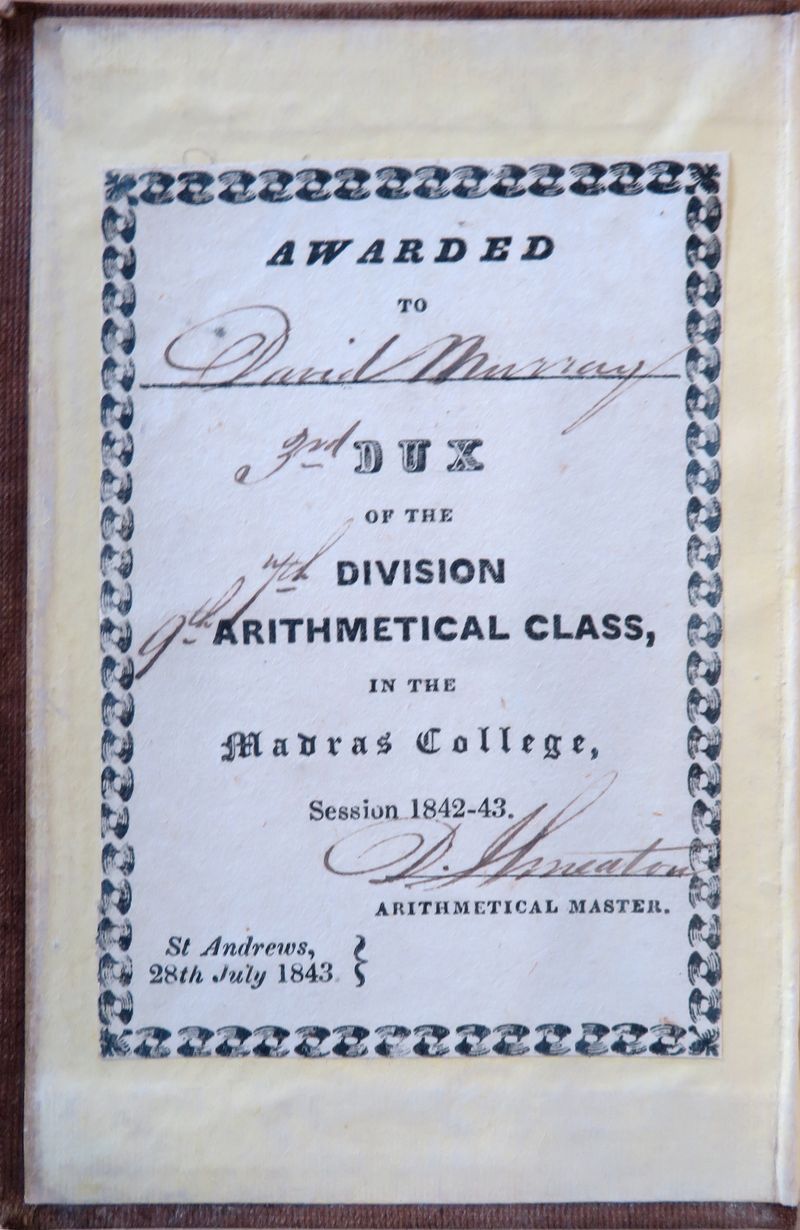 AWARDED
TO
David Murray
3rd DUX
OF THE
7th DIVISION
9th ARITHMETICAL CLASS,
IN THE
Madras College,
Session 1842-43.
D. Smeaton
ARITHMETICAL MASTER.
St Andrews,
28th July 1843